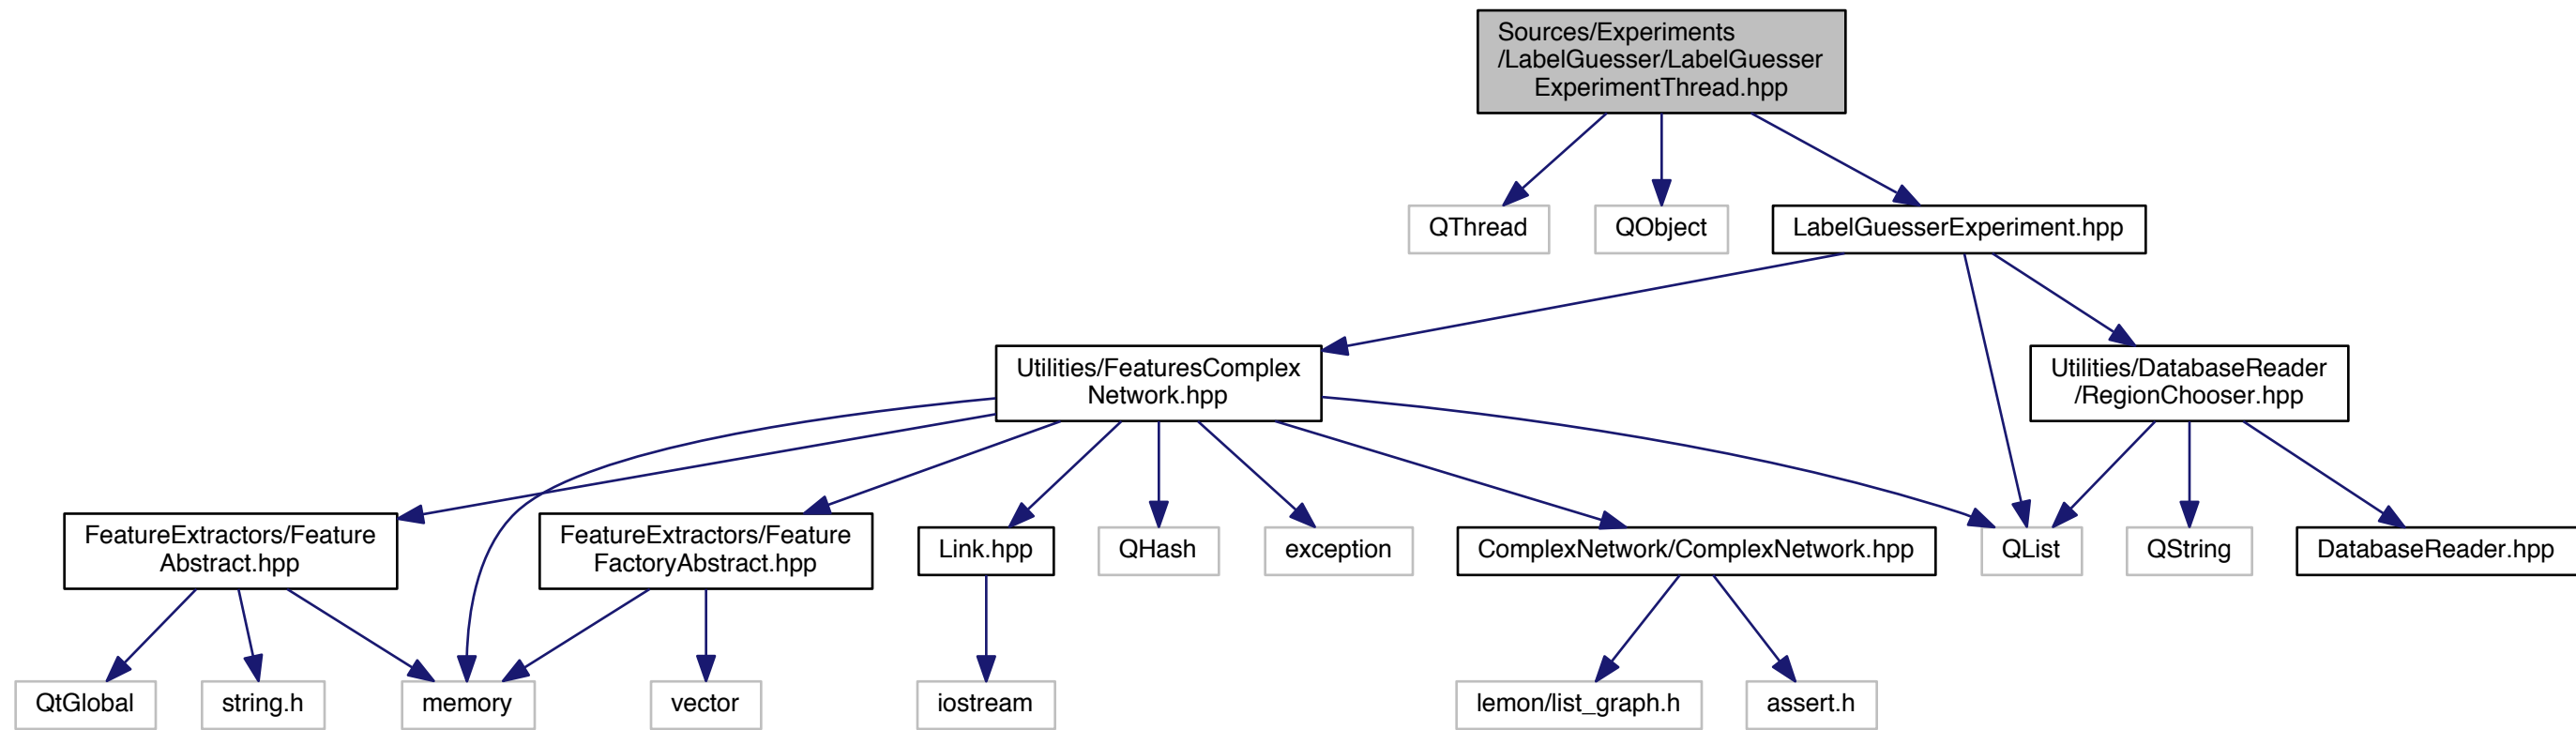 Sources/Experiments
/LabelGuesser/LabelGuesser
ExperimentThread.hpp
QThread
QObject
LabelGuesserExperiment.hpp
Utilities/FeaturesComplex
Network.hpp
Utilities/DatabaseReader
/RegionChooser.hpp
FeatureExtractors/Feature
Abstract.hpp
FeatureExtractors/Feature
FactoryAbstract.hpp
Link.hpp
QHash
exception
ComplexNetwork/ComplexNetwork.hpp
QList
QString
DatabaseReader.hpp
QtGlobal
string.h
memory
vector
iostream
lemon/list_graph.h
assert.h